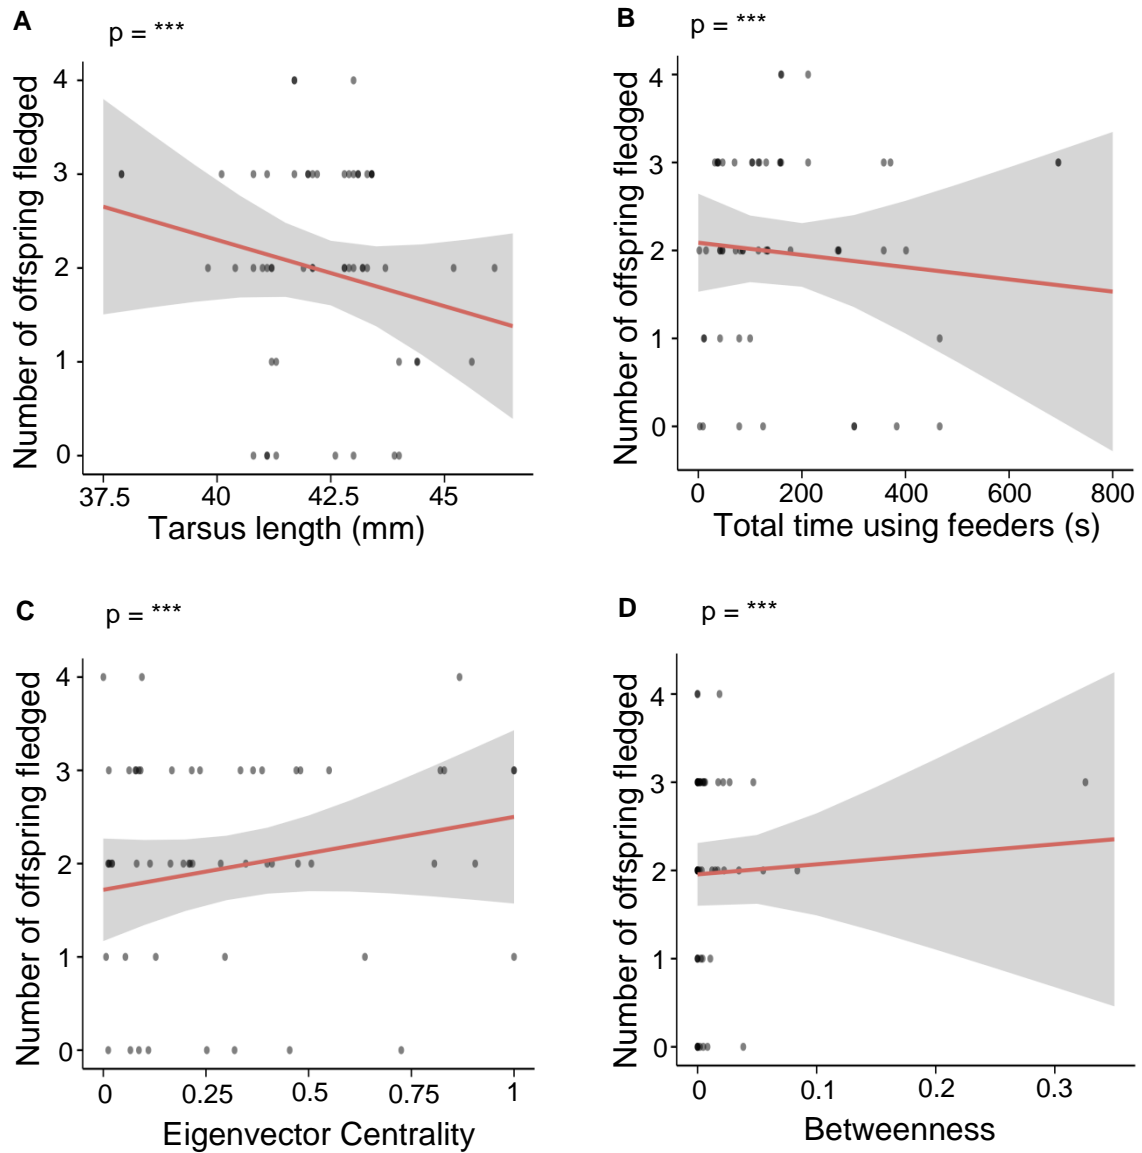 A
p = ***
Number of offspring fledged
4
3
2
1
0
37.5 40 42.5 45
Tarsus length (mm)
B
p = ***
Number of offspring fledged
4
3
2
1
0
0 200 400 600 800
Total time using feeders (s)
C
p = ***
Number of offspring fledged
4
3
2
1
0
0 0.25 0.5 0.75 1
Eigenvector Centrality
D
p = ***
Number of offspring fledged
4
3
2
1
0
0 0.1 0.2 0.3
Betweenness